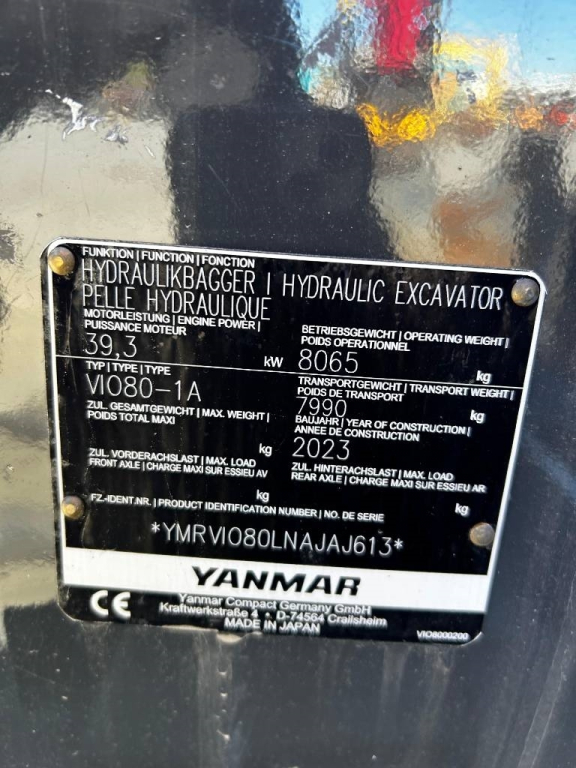 FUNKTION | FUNCTION | FONCTION
HYDRAULIKBAGGER | HYDRAULIC EXCAVATOR
PELLE HYDRAULIQUE
MOTORLEISTUNG | ENGINE POWER |
PUISSANCE MOTEUR
39,3 kW
BETRIEBSGEWICHT | OPERATING WEIGHT |
POIDS OPERATIONNEL
8065 kg
TYP | TYPE | TYPE
VIO80-1A
TRANSPORTGEWICHT | TRANSPORT WEIGHT |
POIDS DE TRANSPORT
7990 kg
ZUL. GESAMTGEWICHT | MAX. WEIGHT |
POIDS TOTAL MAXI
kg
BAUJAHR | YEAR OF CONSTRUCTION |
ANNEE DE CONSTRUCTION
2023
ZUL. VORDERACHSLAST | MAX. LOAD
FRONT AXLE | CHARGE MAXI SUR ESSIEU AV
kg
ZUL. HINTERACHSLAST | MAX. LOAD
REAR AXLE | CHARGE MAXI SUR ESSIEU AR
kg
FZ-IDENT.NR. | PRODUCT IDENTIFICATION NUMBER | NO. DE SERIE
*YMRVIO80LNAJAJ613*
YANMAR
CE
Yanmar Compact Germany GmbH
Kraftwerkstraße 4 • D-74564 Crailsheim
MADE IN JAPAN
VIO8000200